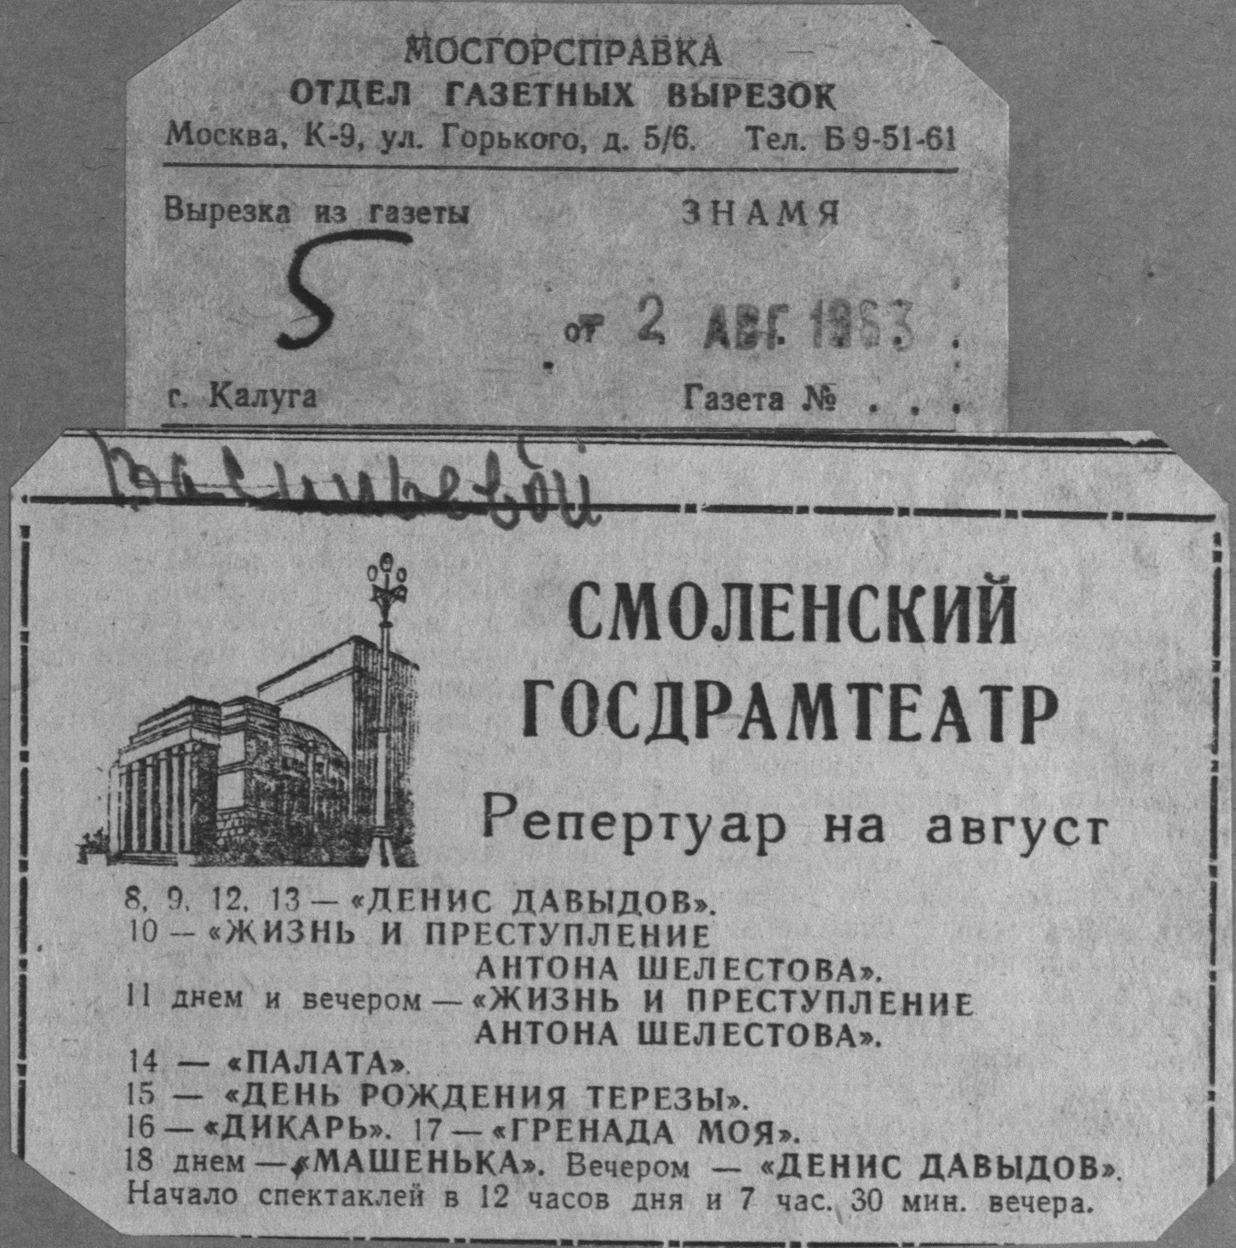 МОСГОРСПРАВКА
ОТДЕЛ ГАЗЕТНЫХ ВЫРЕЗОК
Москва, К-9, ул. Горького, д. 5/6. Тел. Б 9-51-61
Вырезка из газеты ЗНАМЯ
5
от 2 АВГ. 1963
г. Калуга Газета № . . .
СМОЛЕНСКИЙ
ГОСДРАМТЕАТР
Репертуар на август
8, 9, 12, 13 — «ДЕНИС ДАВЫДОВ».
10 — «ЖИЗНЬ И ПРЕСТУПЛЕНИЕ
АНТОНА ШЕЛЕСТОВА».
11 днем и вечером — «ЖИЗНЬ И ПРЕСТУПЛЕНИЕ
АНТОНА ШЕЛЕСТОВА».
14 — «ПАЛАТА».
15 — «ДЕНЬ РОЖДЕНИЯ ТЕРЕЗЫ».
16 — «ДИКАРЬ». 17 — «ГРЕНАДА МОЯ».
18 днем — «МАШЕНЬКА». Вечером — «ДЕНИС ДАВЫДОВ».
Начало спектаклей в 12 часов дня и 7 час. 30 мин. вечера.